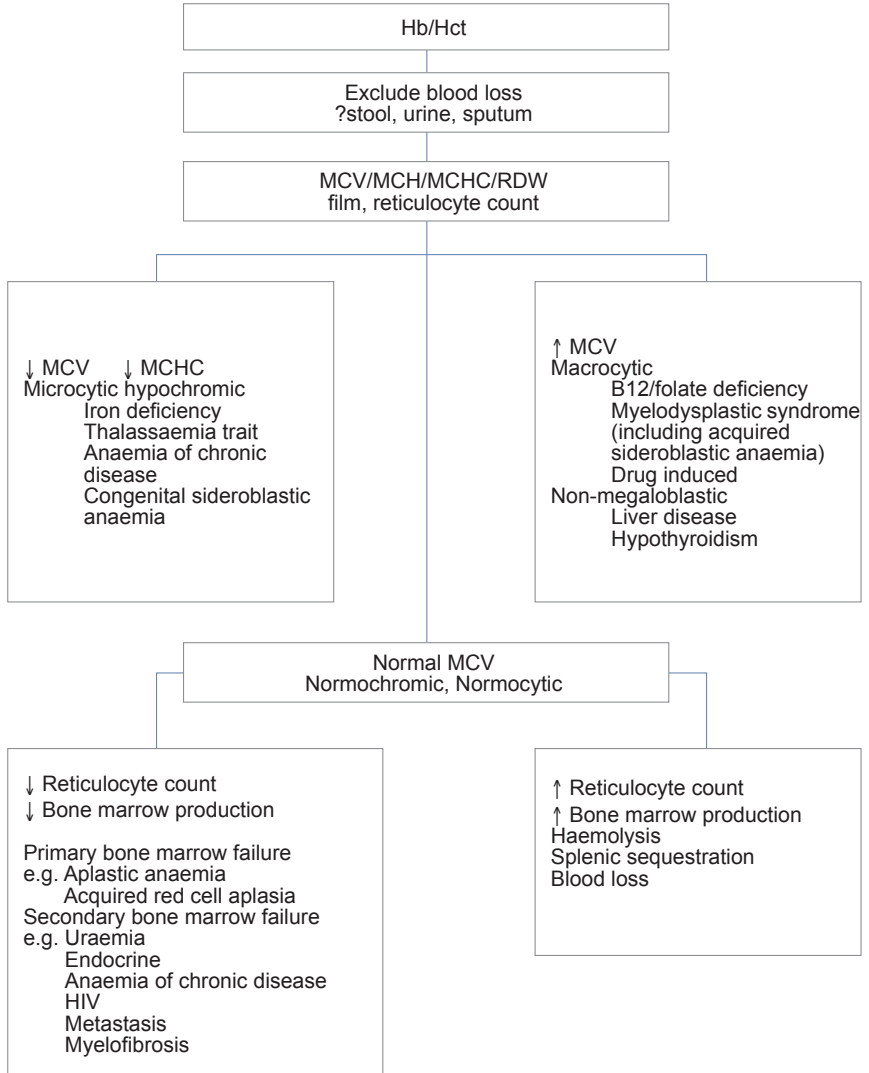 Hb/Hct
Exclude blood loss
?stool, urine, sputum
MCV/MCH/MCHC/RDW
film, reticulocyte count
↓ MCV ↓ MCHC
Microcytic hypochromic
Iron deficiency
Thalassaemia trait
Anaemia of chronic
disease
Congenital sideroblastic
anaemia
↑ MCV
Macrocytic
B12/folate deficiency
Myelodysplastic syndrome
(including acquired
sideroblastic anaemia)
Drug induced
Non-megaloblastic
Liver disease
Hypothyroidism
Normal MCV
Normochromic, Normocytic
↓ Reticulocyte count
↓ Bone marrow production
Primary bone marrow failure
e.g. Aplastic anaemia
Acquired red cell aplasia
Secondary bone marrow failure
e.g. Uraemia
Endocrine
Anaemia of chronic disease
HIV
Metastasis
Myelofibrosis
↑ Reticulocyte count
↑ Bone marrow production
Haemolysis
Splenic sequestration
Blood loss